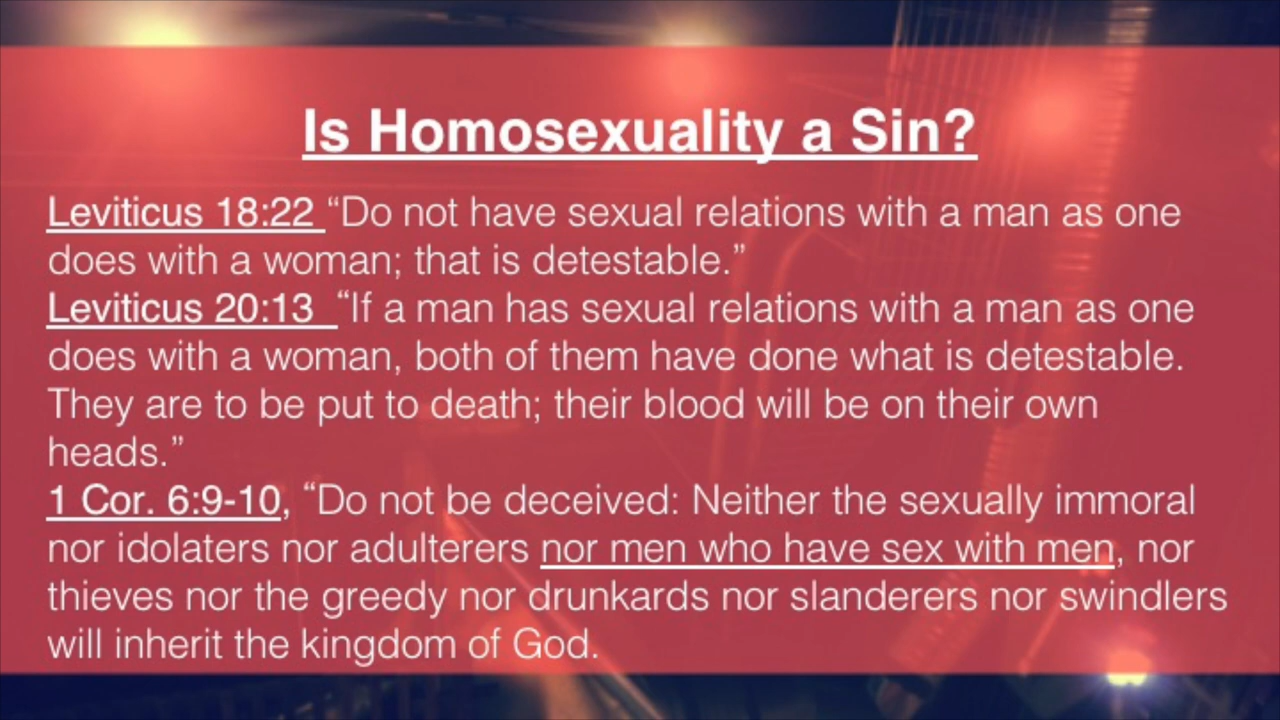 Is Homosexuality a Sin?
Leviticus 18:22 “Do not have sexual relations with a man as one
does with a woman; that is detestable.”
Leviticus 20:13 “If a man has sexual relations with a man as one
does with a woman, both of them have done what is detestable.
They are to be put to death; their blood will be on their own
heads.”
1 Cor. 6:9-10, “Do not be deceived: Neither the sexually immoral
nor idolaters nor adulterers nor men who have sex with men, nor
thieves nor the greedy nor drunkards nor slanderers nor swindlers
will inherit the kingdom of God.